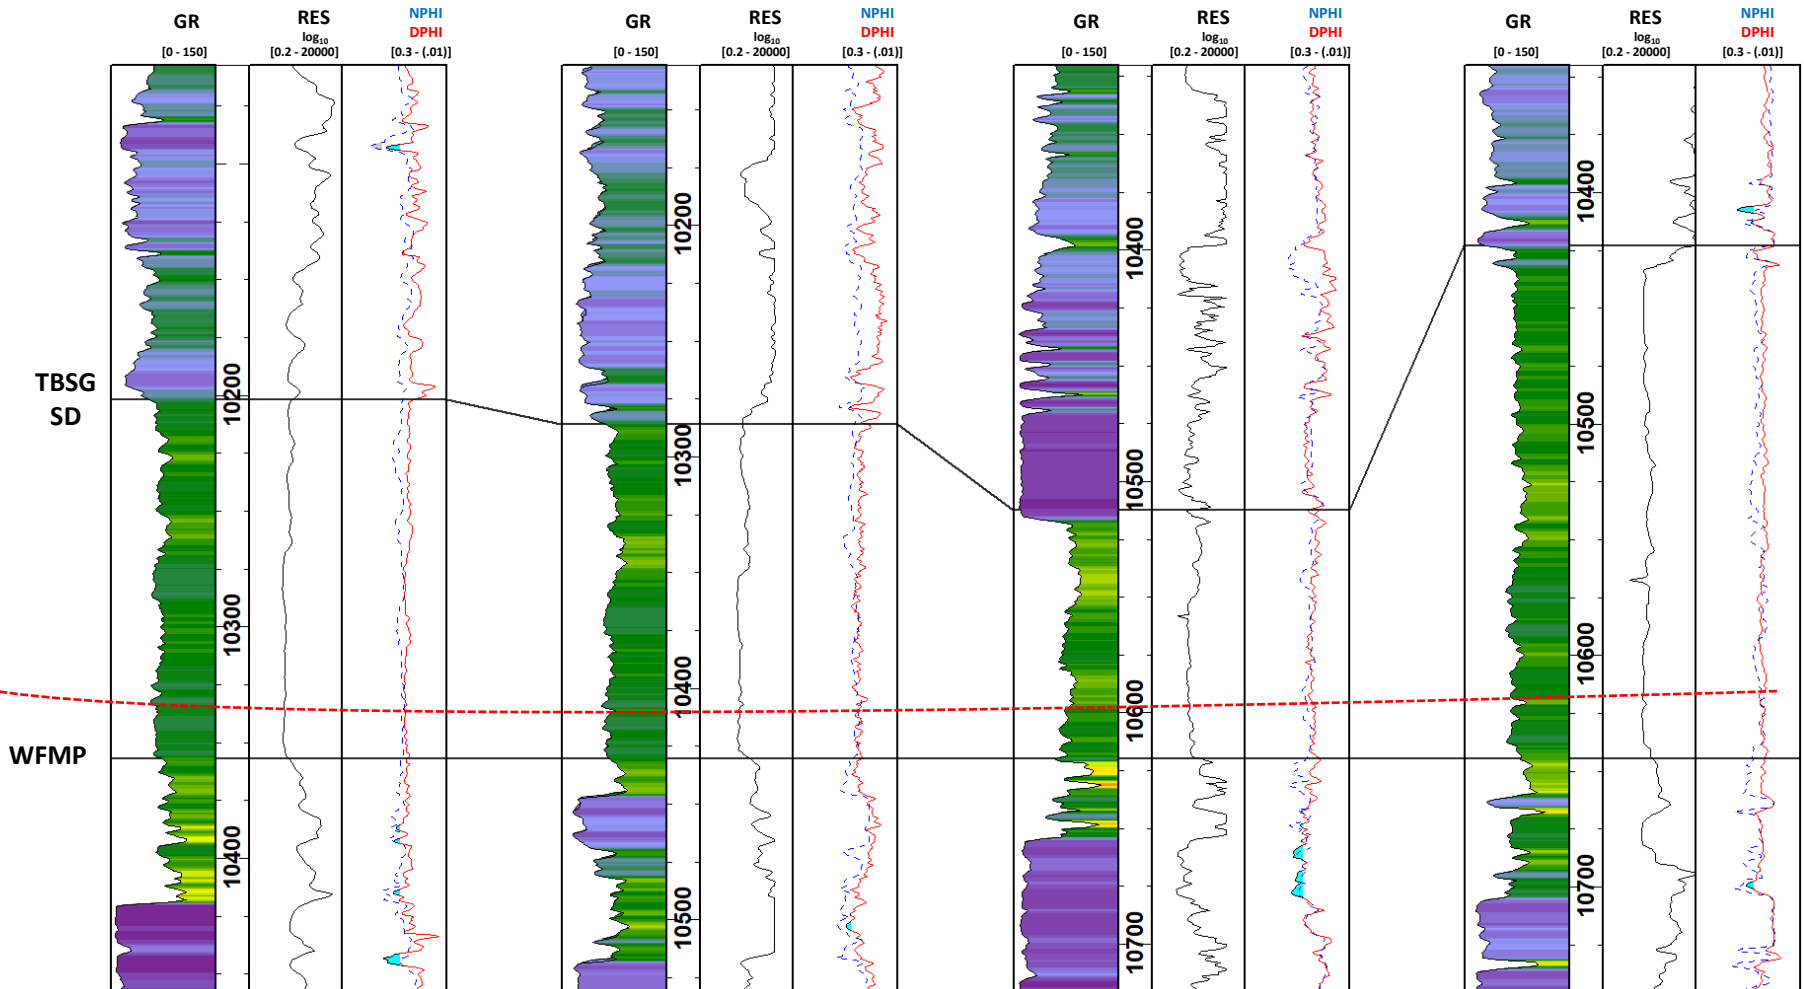 GR
[0 - 150]
RES
log10
[0.2 - 20000]
NPHI
DPHI
[0.3 - (.01)]
GR
[0 - 150]
RES
log10
[0.2 - 20000]
NPHI
DPHI
[0.3 - (.01)]
GR
[0 - 150]
RES
log10
[0.2 - 20000]
NPHI
DPHI
[0.3 - (.01)]
GR
[0 - 150]
RES
log10
[0.2 - 20000]
NPHI
DPHI
[0.3 - (.01)]
TBSG
SD
WFMP
10200
10300
10400
10200
10300
10400
10500
10400
10500
10600
10700
10400
10500
10600
10700